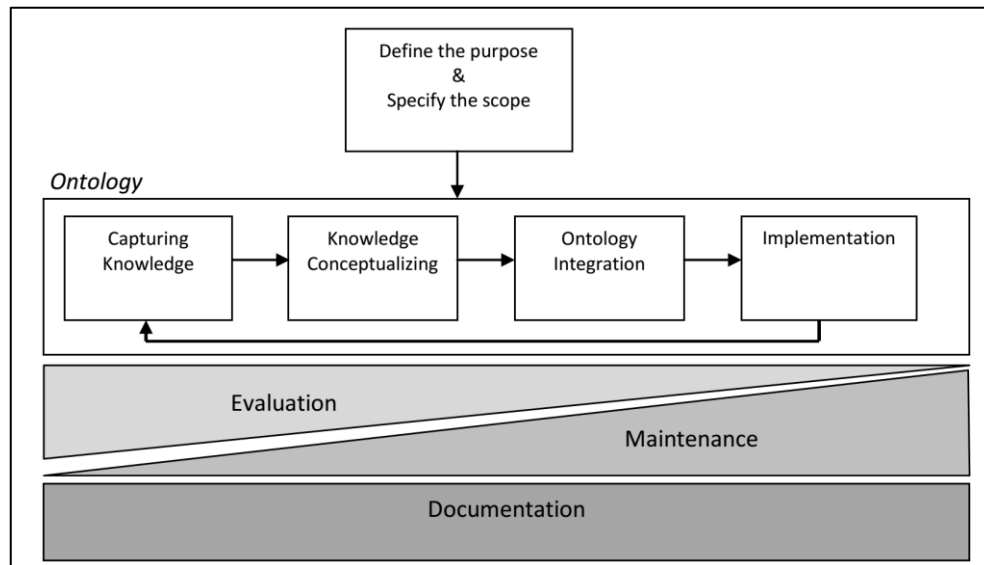 Define the purpose
&
Specify the scope
Ontology
Capturing
Knowledge
Knowledge
Conceptualizing
Ontology
Integration
Implementation
Evaluation
Maintenance
Documentation